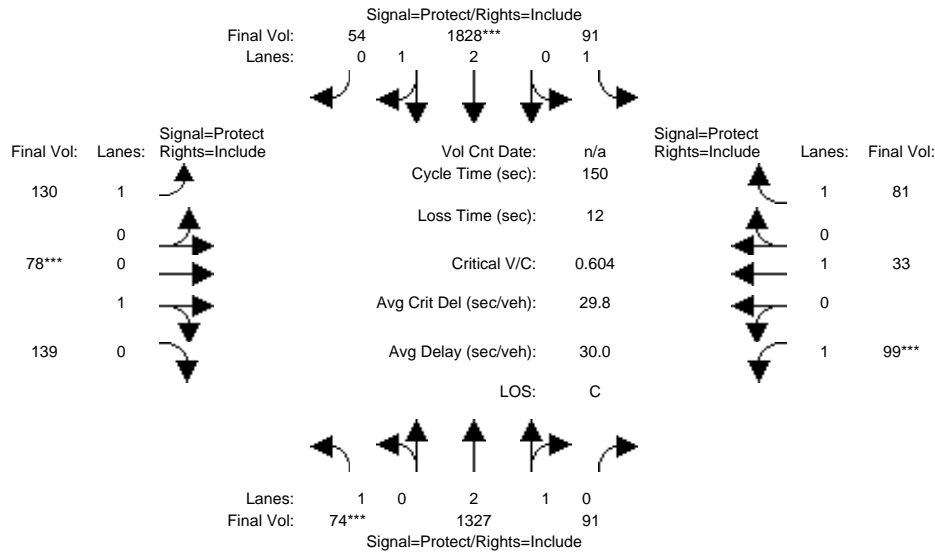 Signal=Protect/Rights=Include
Final Vol: 54 1828*** 91
Lanes: 0 1 2 0 1
Signal=Protect
Final Vol: Lanes: Rights=Include
Vol Cnt Date: n/a
Signal=Protect
Rights=Include Lanes: Final Vol:
Cycle Time (sec): 150
130 1
1 81
Loss Time (sec): 12
0
0
78*** 0
Critical V/C: 0.604
1 33
1
Avg Crit Del (sec/veh): 29.8
0
139 0
Avg Delay (sec/veh): 30.0
1 99***
LOS: C
Lanes: 1 0 2 1 0
Final Vol: 74*** 1327 91
Signal=Protect/Rights=Include